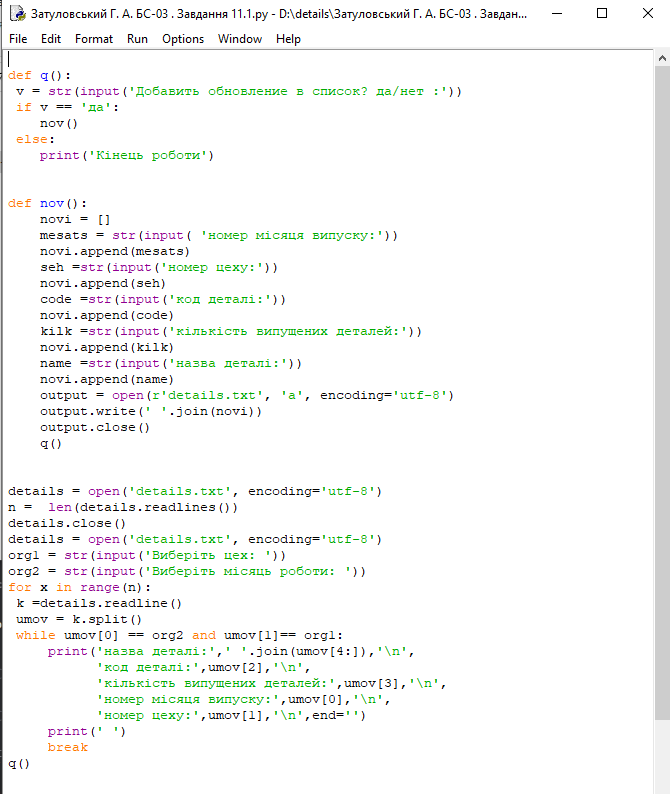 Затуловський Г. А. БС-03 . Завдання 11.1.py - D:\details\Затуловський Г. А. БС-03 . Завдан...
File Edit Format Run Options Window Help
def q():
 v = str(input('Добавить обновление в список? да/нет :'))
 if v == 'да':
    nov()
 else:
    print('Кінець роботи')
def nov():
    novi = []
    mesats = str(input( 'номер місяця випуску:'))
    novi.append(mesats)
    seh =str(input('номер цеху:'))
    novi.append(seh)
    code =str(input('код деталі:'))
    novi.append(code)
    kilk =str(input('кількість випущених деталей:'))
    novi.append(kilk)
    name =str(input('назва деталі:'))
    novi.append(name)
    output = open(r'details.txt', 'a', encoding='utf-8')
    output.write(' '.join(novi))
    output.close()
    q()
details = open('details.txt', encoding='utf-8')
n =  len(details.readlines())
details.close()
details = open('details.txt', encoding='utf-8')
org1 = str(input('Виберіть цех: '))
org2 = str(input('Виберіть місяць роботи: '))
for x in range(n):
 k =details.readline()
 umov = k.split()
 while umov[0] == org2 and umov[1]== org1:
     print('назва деталі:',' '.join(umov[4:]),'\n',
           'код деталі:',umov[2],'\n',
           'кількість випущених деталей:',umov[3],'\n',
           'номер місяця випуску:',umov[0],'\n',
           'номер цеху:',umov[1],'\n',end='')
     print(' ')
     break
q()